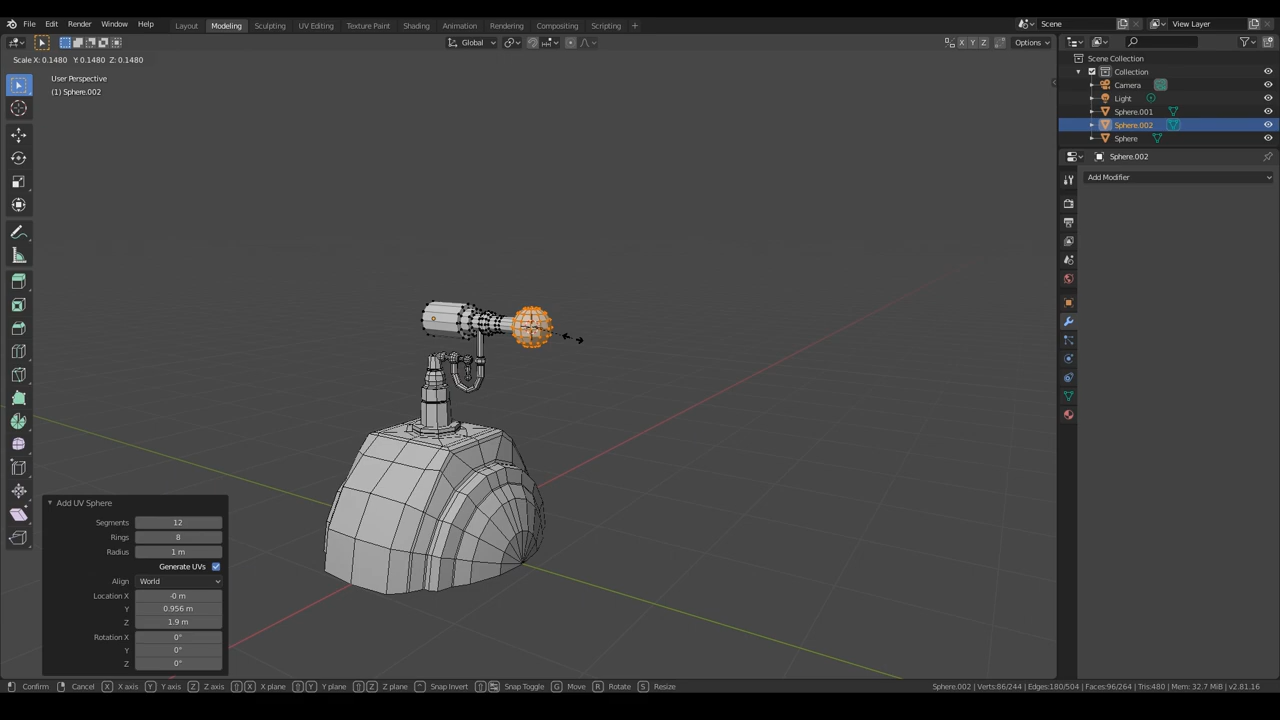 File Edit Render Window Help Layout Modeling Sculpting UV Editing Texture Paint Shading Animation Rendering Compositing Scripting + Scene View Layer
Global X Y Z Options
Scale X: 0.1480 Y: 0.1480 Z: 0.1480
User Perspective
(1) Sphere.002
Scene Collection
Collection
Camera
Light
Sphere.001
Sphere.002
Sphere
Sphere.002
Add Modifier
Add UV Sphere
Segments 12
Rings 8
Radius 1 m
Generate UVs
Align World
Location X -0 m
Y 0.956 m
Z 1.9 m
Rotation X 0°
Y 0°
Z 0°
Confirm Cancel X X axis Y Y axis Z Z axis X X plane Y Y plane Z Z plane Snap Invert Snap Toggle G Move R Rotate S Resize Sphere.002 | Verts:86/244 | Edges:180/504 | Faces:96/264 | Tris:480 | Mem: 32.7 MiB | v2.81.16